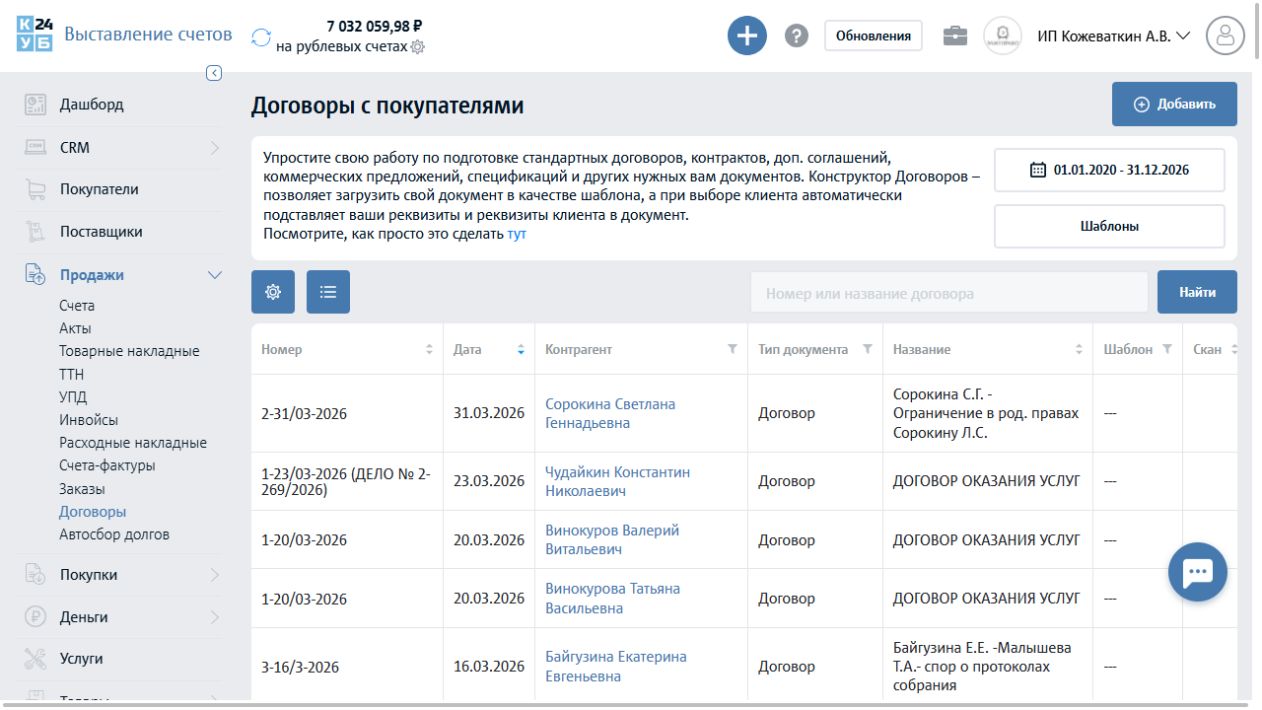 К 24
У Б
Выставление счетов
7 032 059,98 ₽
на рублевых счетах
Обновления
ИП Кожеваткин А.В.
Дашборд
CRM
Покупатели
Поставщики
Продажи
Счета
Акты
Товарные накладные
ТТН
УПД
Инвойсы
Расходные накладные
Счета-фактуры
Заказы
Договоры
Автосбор долгов
Покупки
Деньги
Услуги
Товары
Договоры с покупателями
Добавить
Упростите свою работу по подготовке стандартных договоров, контрактов, доп. соглашений,
коммерческих предложений, спецификаций и других нужных вам документов. Конструктор Договоров –
позволяет загрузить свой документ в качестве шаблона, а при выборе клиента автоматически
подставляет ваши реквизиты и реквизиты клиента в документ.
Посмотрите, как просто это сделать тут
01.01.2020 - 31.12.2026
Шаблоны
Номер или название договора
Найти
Номер Дата Контрагент Тип документа Название Шаблон Скан
2-31/03-2026 31.03.2026 Сорокина Светлана Геннадьевна Договор Сорокина С.Г. - Ограничение в род. правах Сорокину Л.С. ---
1-23/03-2026 (ДЕЛО № 2-269/2026) 23.03.2026 Чудайкин Константин Николаевич Договор ДОГОВОР ОКАЗАНИЯ УСЛУГ ---
1-20/03-2026 20.03.2026 Винокуров Валерий Витальевич Договор ДОГОВОР ОКАЗАНИЯ УСЛУГ ---
1-20/03-2026 20.03.2026 Винокурова Татьяна Васильевна Договор ДОГОВОР ОКАЗАНИЯ УСЛУГ ---
3-16/3-2026 16.03.2026 Байгузина Екатерина Евгеньевна Договор Байгузина Е.Е. -Малышева Т.А.- спор о протоколах собрания ---